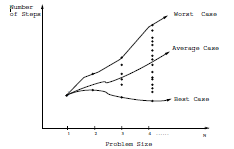 Number
of Steps
Worst Case
Average Case
Best Case
1 2 3 4 ...... N
Problem Size